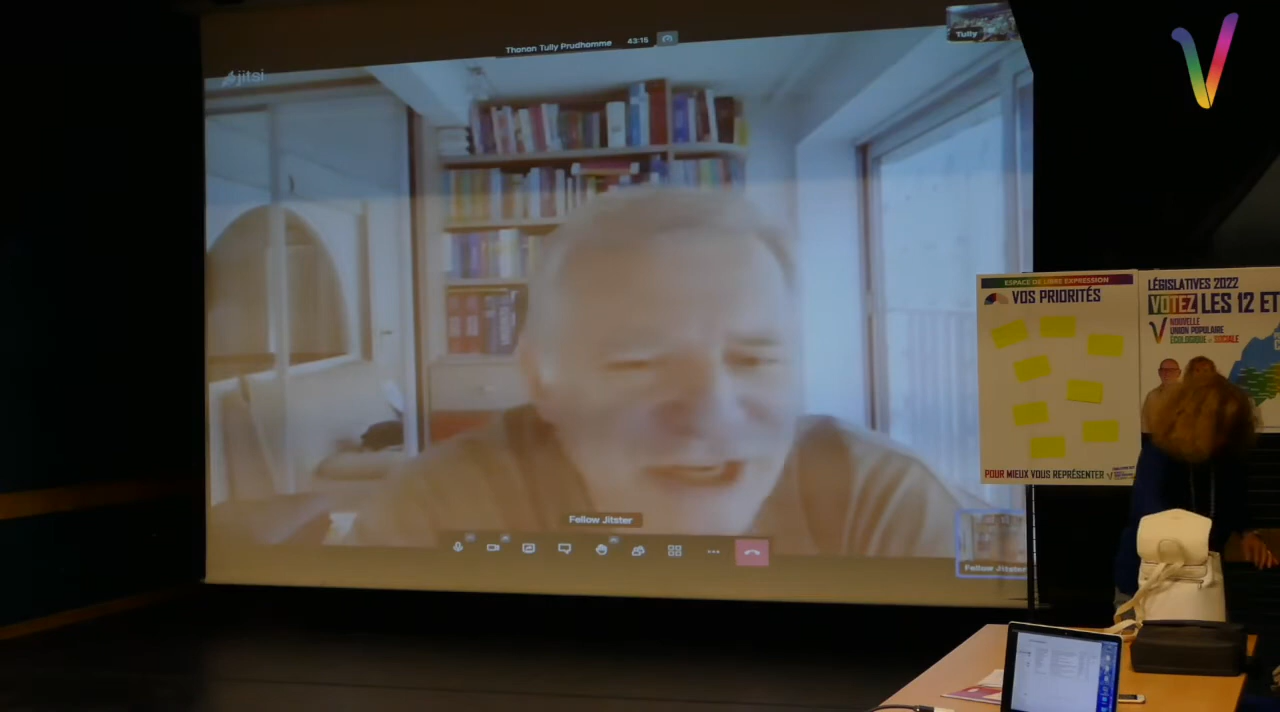 Thonon Tully Prudhomme 43:15
Tully
jitsi
Fellow Jitster
Fellow Jitster
ESPACE DE LIBRE EXPRESSION
VOS PRIORITÉS
POUR MIEUX VOUS REPRÉSENTER
LÉGISLATIVES 2022
VOTEZ LES 12 ET
NOUVELLE
UNION POPULAIRE
ÉCOLOGIQUE ET SOCIALE